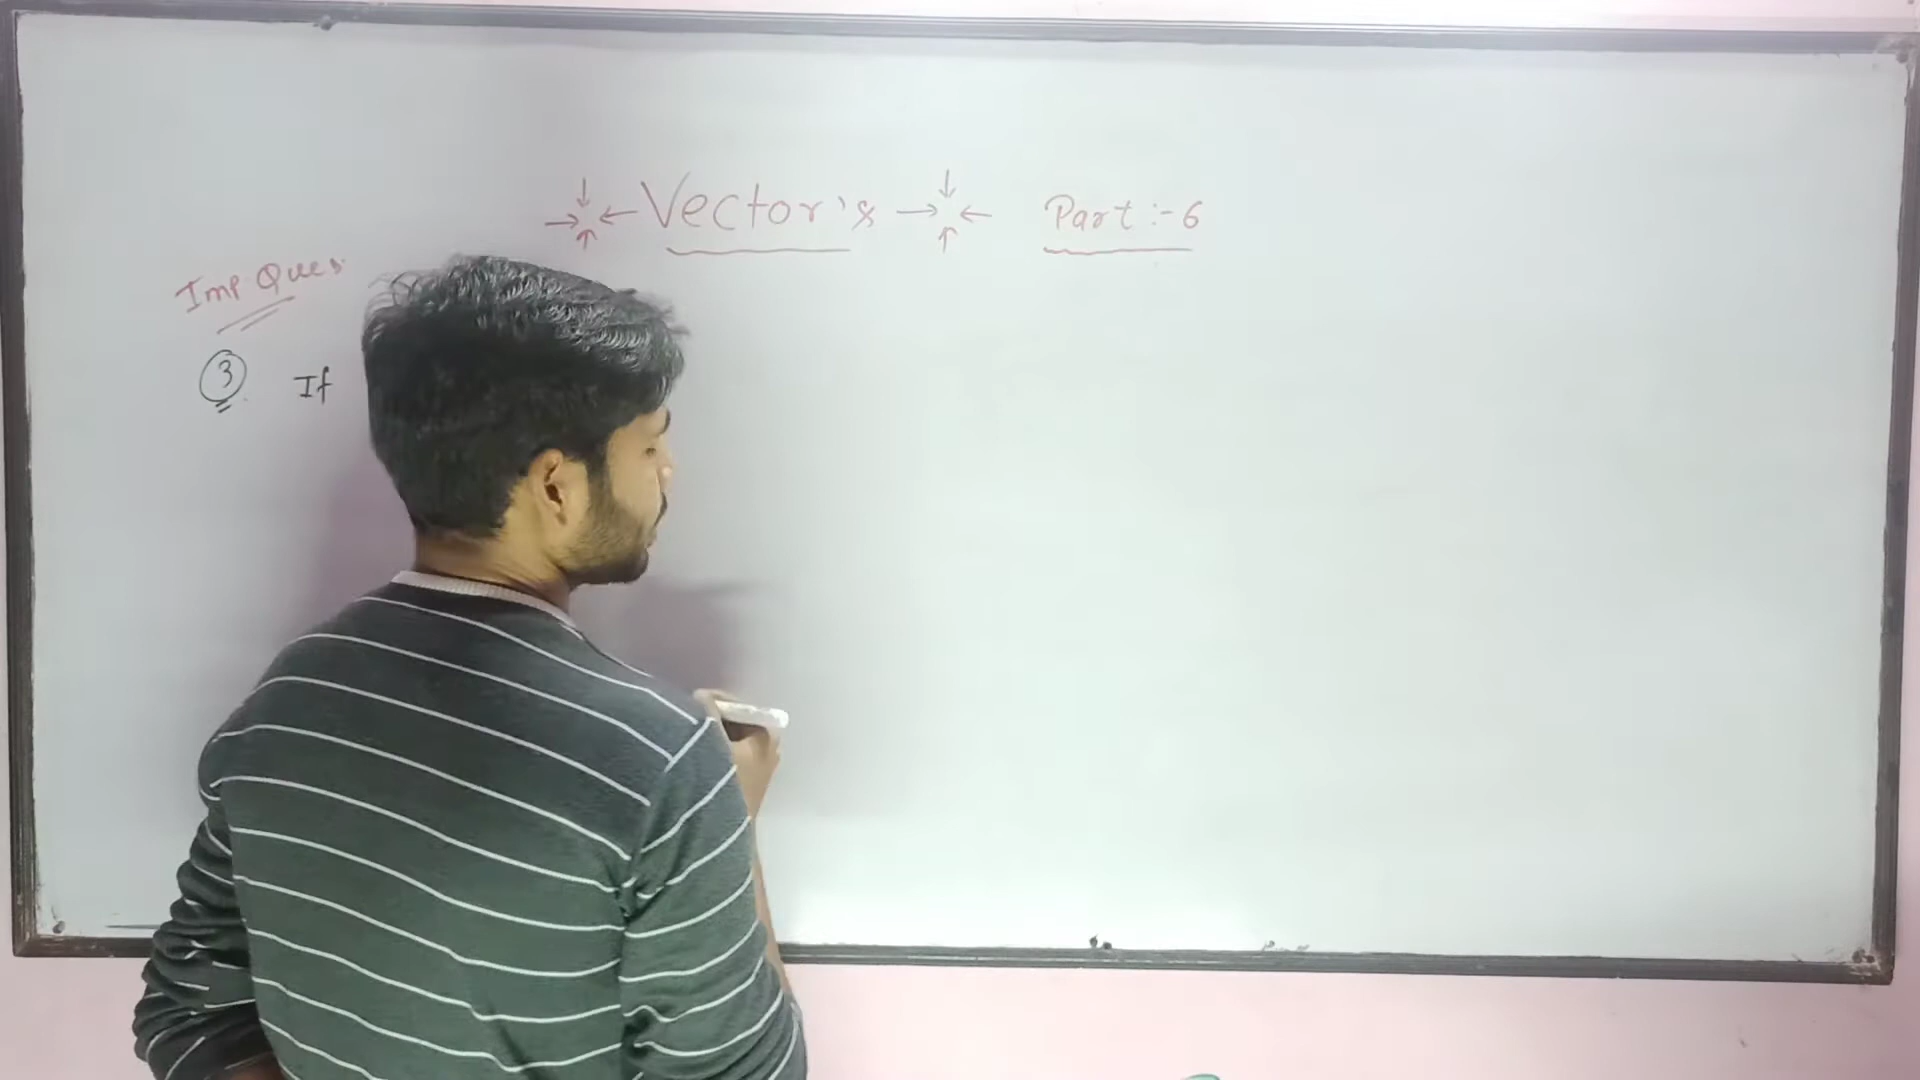 →← Vector's →← Part :- 6
Imp Ques.
③ If